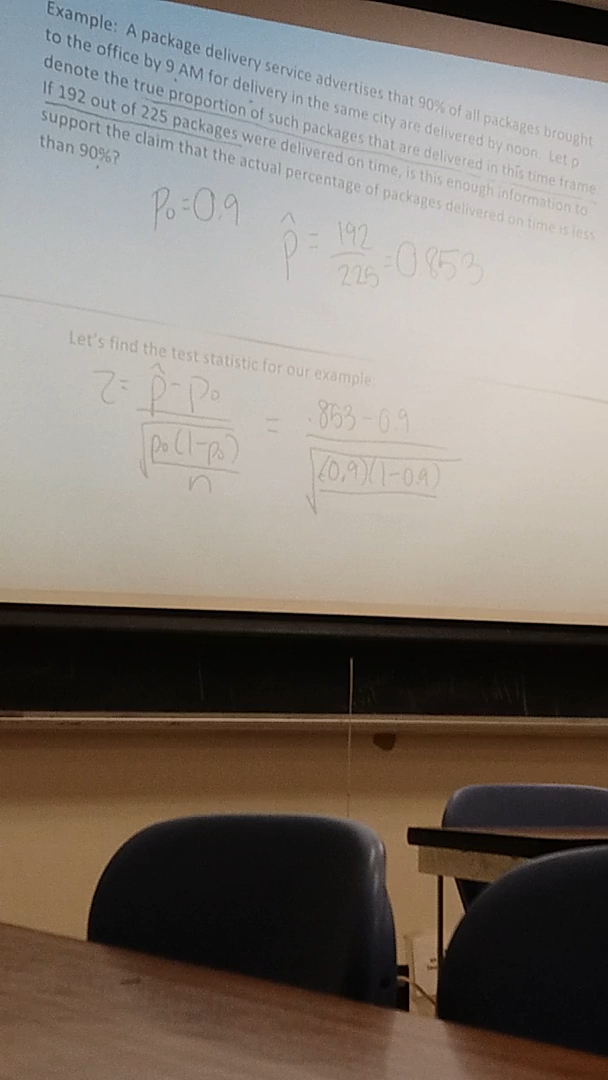 Example: A package delivery service advertises that 90% of all packages brought
to the office by 9 AM for delivery in the same city are delivered by noon. Let p
denote the true proportion of such packages that are delivered in this time frame.
If 192 out of 225 packages were delivered on time, is this enough information to
support the claim that the actual percentage of packages delivered on time is less
than 90%?
p₀=0.9
p̂ = 192/225 = 0.853
Let's find the test statistic for our example:
z = (p̂ - p₀)/√(p₀(1-p₀)/n) = (.853-0.9)/√((0.9)(1-0.9)/